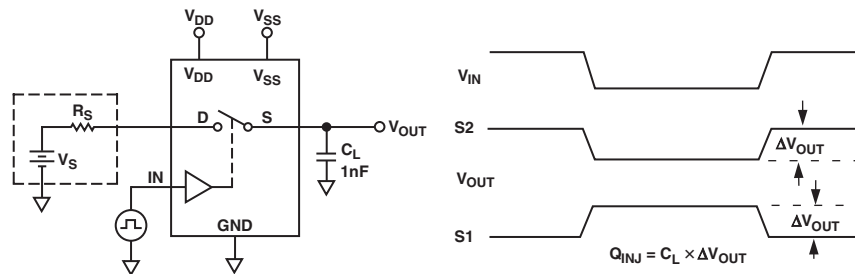 VDD VSS
VDD VSS
RS
VS
D S
VOUT
CL
1nF
IN
GND
VIN
S2
ΔVOUT
VOUT
ΔVOUT
S1
QINJ = CL × ΔVOUT